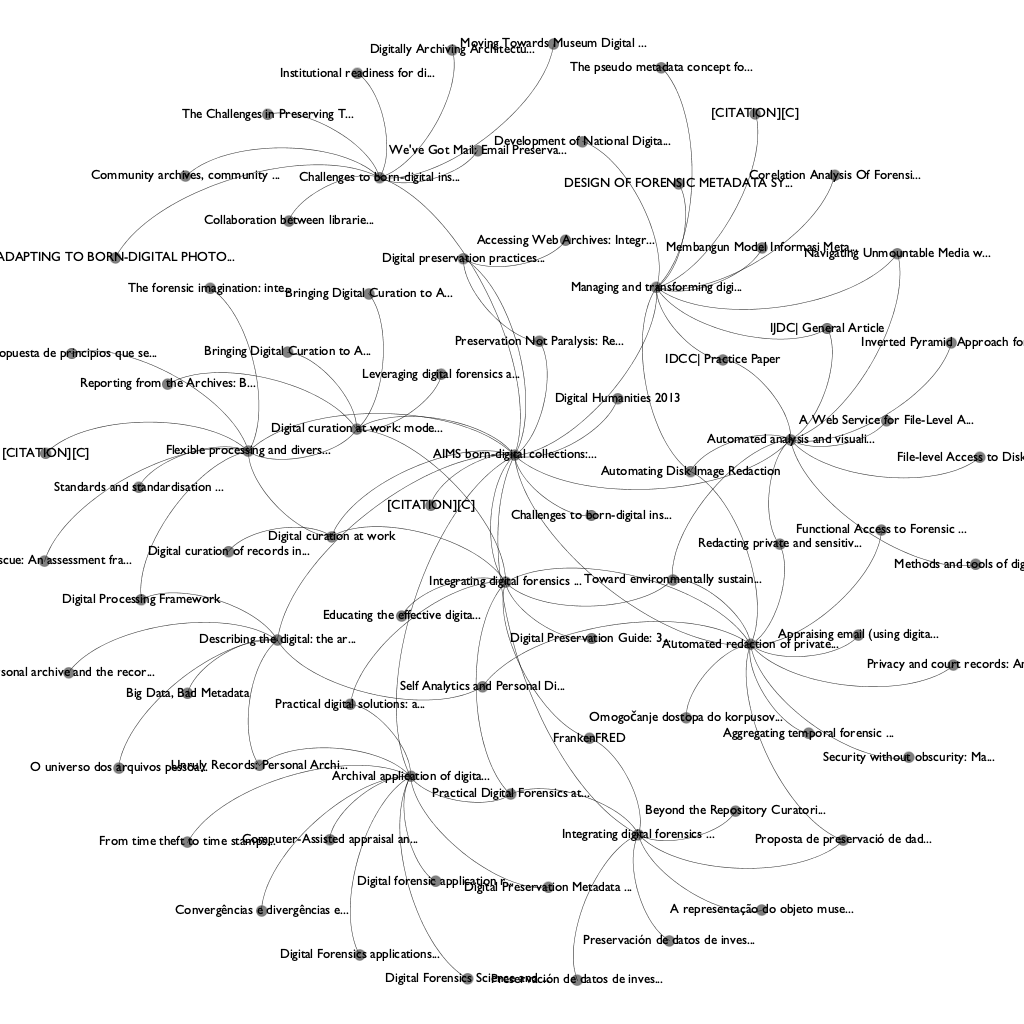 Moving Towards Museum Digital ...
Digitally Archiving Architectu...
The pseudo metadata concept fo...
Institutional readiness for di...
The Challenges in Preserving T...
[CITATION][C]
Development of National Digita...
We've Got Mail: Email Preserva...
Community archives, community ...
Challenges to born-digital ins...
Corelation Analysis Of Forensi...
DESIGN OF FORENSIC METADATA SY...
Collaboration between librarie...
Accessing Web Archives: Integr...
Membangun Model Informasi Meta...
Navigating Unmountable Media w...
ADAPTING TO BORN-DIGITAL PHOTO...
Digital preservation practices...
The forensic imagination: inte...
Managing and transforming digi...
Bringing Digital Curation to A...
IJDC| General Article
Preservation Not Paralysis: Re...
Inverted Pyramid Approach for
opuesta de principios que se...
Bringing Digital Curation to A...
IDCC| Practice Paper
Leveraging digital forensics a...
Reporting from the Archives: B...
Digital Humanities 2013
A Web Service for File-Level A...
Digital curation at work: mode...
Automated analysis and visuali...
[CITATION][C]
Flexible processing and divers...
AIMS born-digital collections:...
File-level Access to Disk
Automating Disk Image Redaction
Standards and standardisation ...
[CITATION][C]
Challenges to born-digital ins...
Functional Access to Forensic ...
Digital curation at work
Redacting private and sensitiv...
Digital curation of records in...
scue: An assessment fra...
Methods and tools of dig
Integrating digital forensics ...
Toward environmentally sustain...
Digital Processing Framework
Educating the effective digita...
Describing the digital: the ar...
Digital Preservation Guide: 3...
Automated redaction of private...
Appraising email (using digita...
Privacy and court records: An
sonal archive and the recor...
Self Analytics and Personal Di...
Big Data, Bad Metadata
Practical digital solutions: a...
Omogočanje dostopa do korpusov...
Aggregating temporal forensic ...
FrankenFRED
Security without obscurity: Ma...
O universo dos arquivos pessoa...
Unruly Records: Personal Archi...
Archival application of digita...
Practical Digital Forensics at...
Beyond the Repository Curatori...
Integrating digital forensics ...
Proposta de preservació de dad...
From time theft to time stamps...
Computer-Assisted appraisal an...
Digital forensic application r...
Digital Preservation Metadata ...
Convergências e divergências e...
A representação do objeto muse...
Preservación de datos de inves...
Digital Forensics applications...
Digital Forensics Science and...
Preservación de datos de inves...